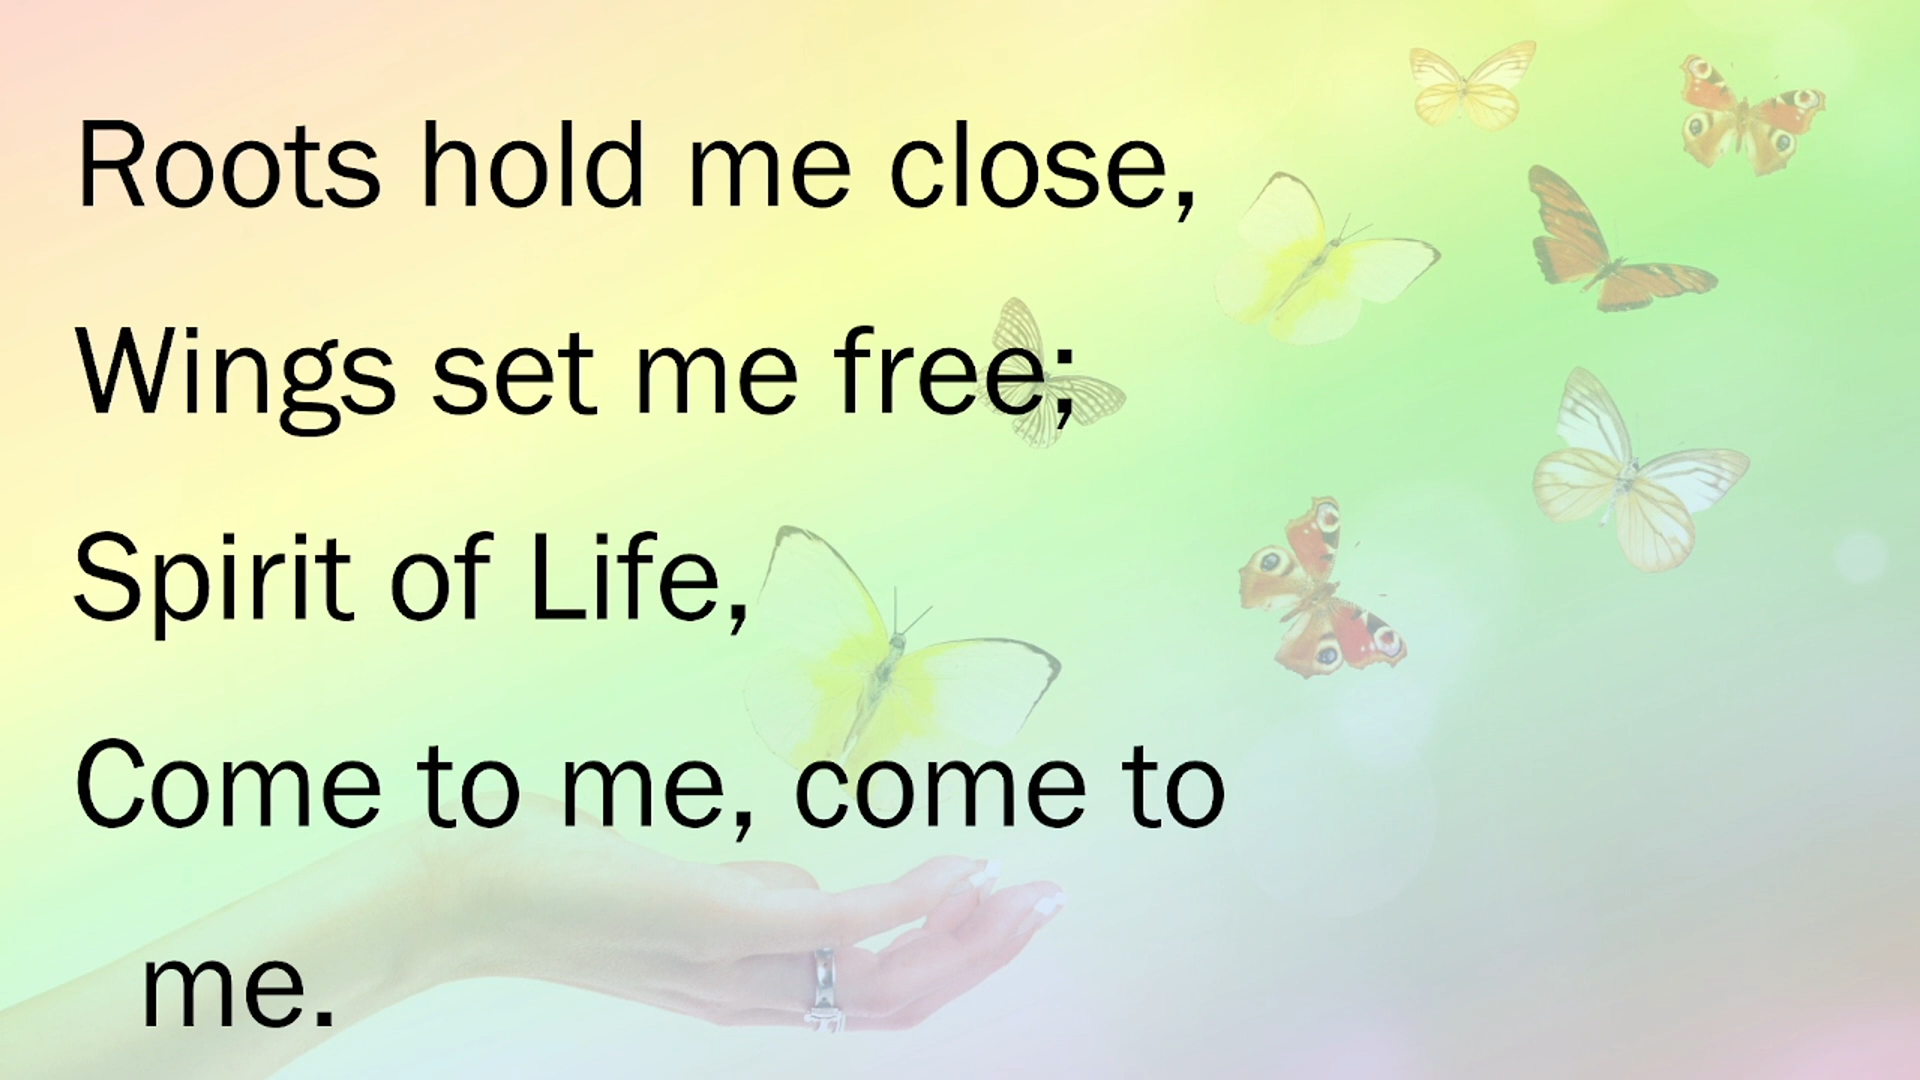 Roots hold me close,
Wings set me free;
Spirit of Life,
Come to me, come to
me.